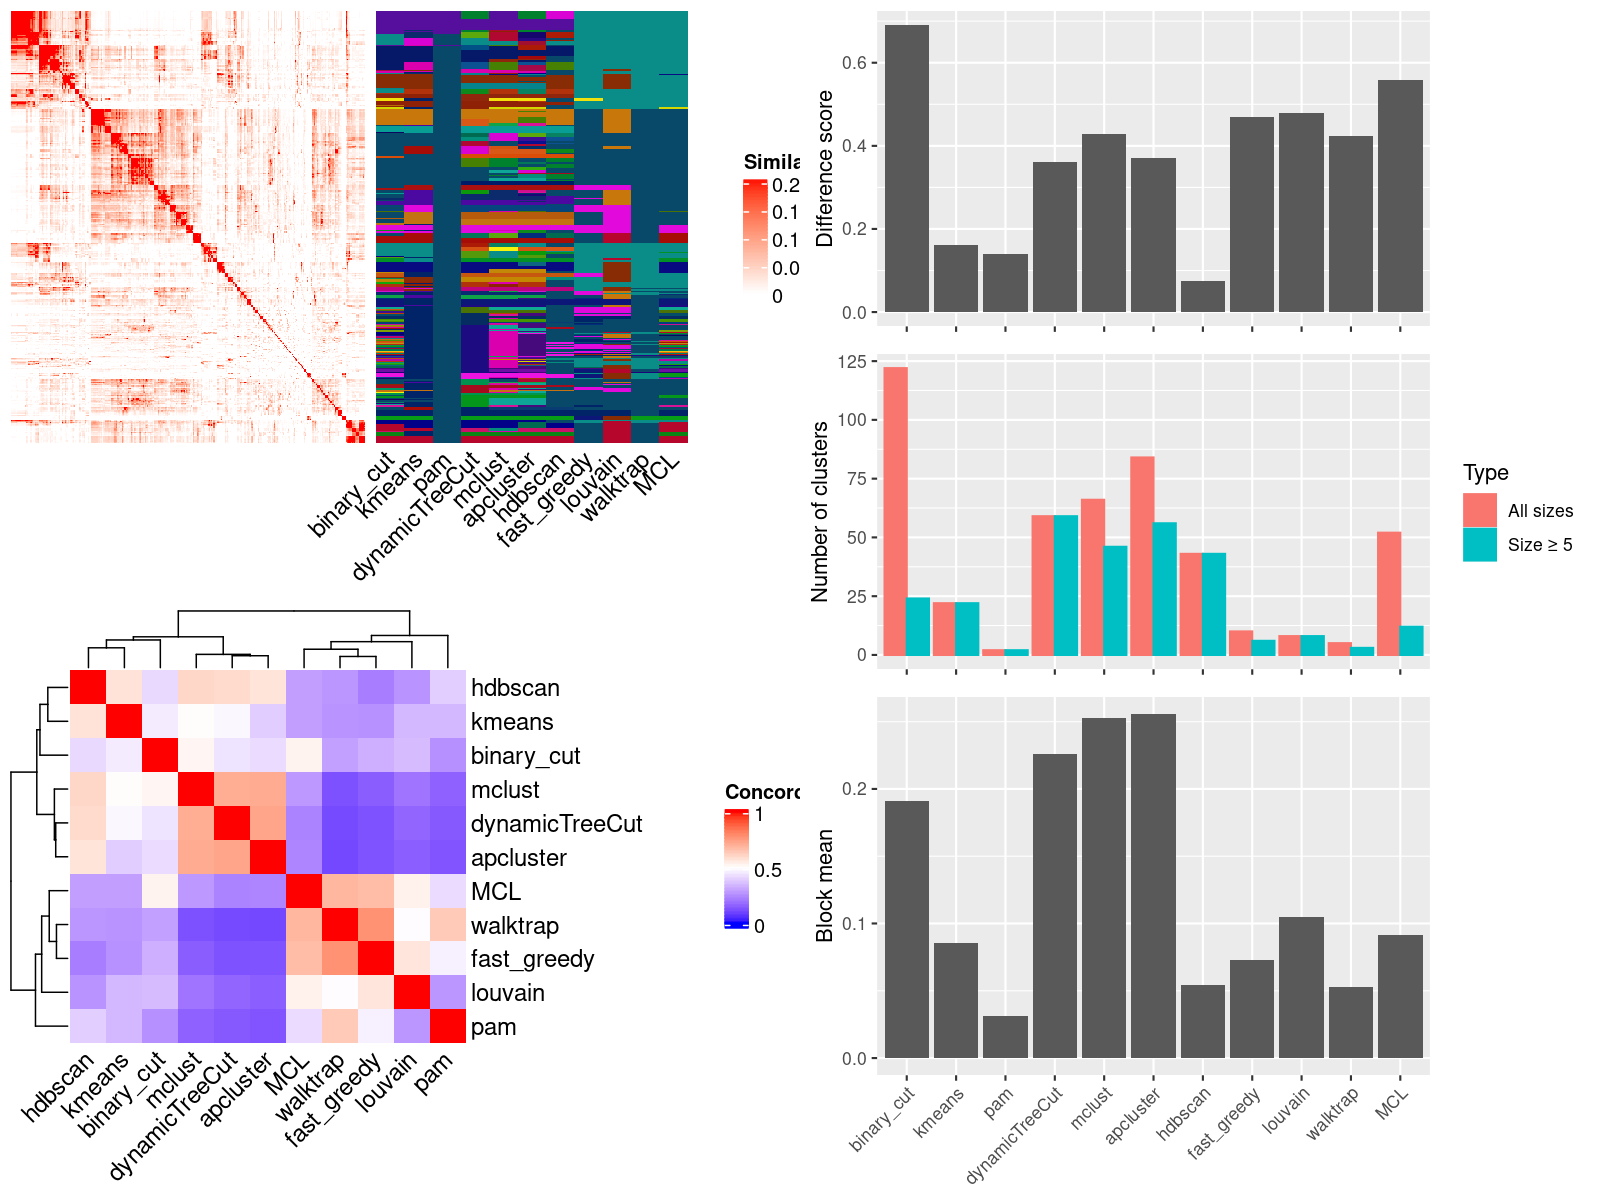 Simila
0.2
0.1
0.1
0.0
0
binary_cut
kmeans
pam
dynamicTreeCut
mclust
apcluster
hdbscan
fast_greedy
louvain
walktrap
MCL
hdbscan
kmeans
binary_cut
mclust
dynamicTreeCut
apcluster
MCL
walktrap
fast_greedy
louvain
pam
hdbscan
kmeans
binary_cut
mclust
dynamicTreeCut
apcluster
MCL
walktrap
fast_greedy
louvain
pam
Concord
1
0.5
0
Difference score
0.6
0.4
0.2
0.0
Number of clusters
125
100
75
50
25
0
Type
All sizes
Size ≥ 5
Block mean
0.2
0.1
0.0
binary_cut
kmeans
pam
dynamicTreeCut
mclust
apcluster
hdbscan
fast_greedy
louvain
walktrap
MCL